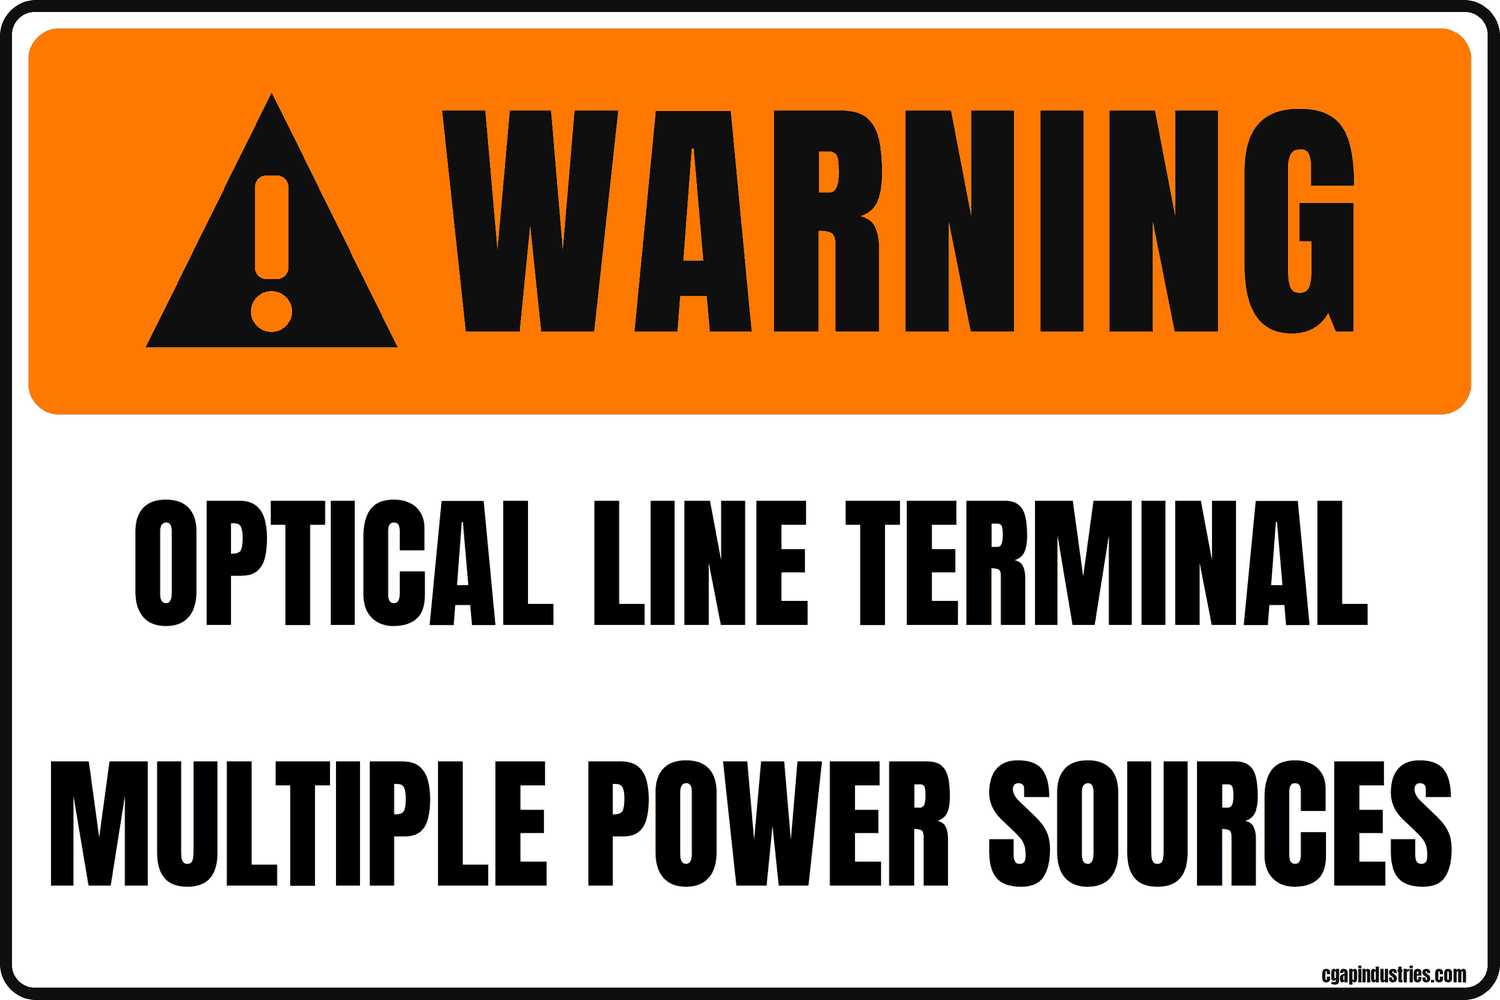 WARNING
OPTICAL LINE TERMINAL
MULTIPLE POWER SOURCES
cgapindustries.com